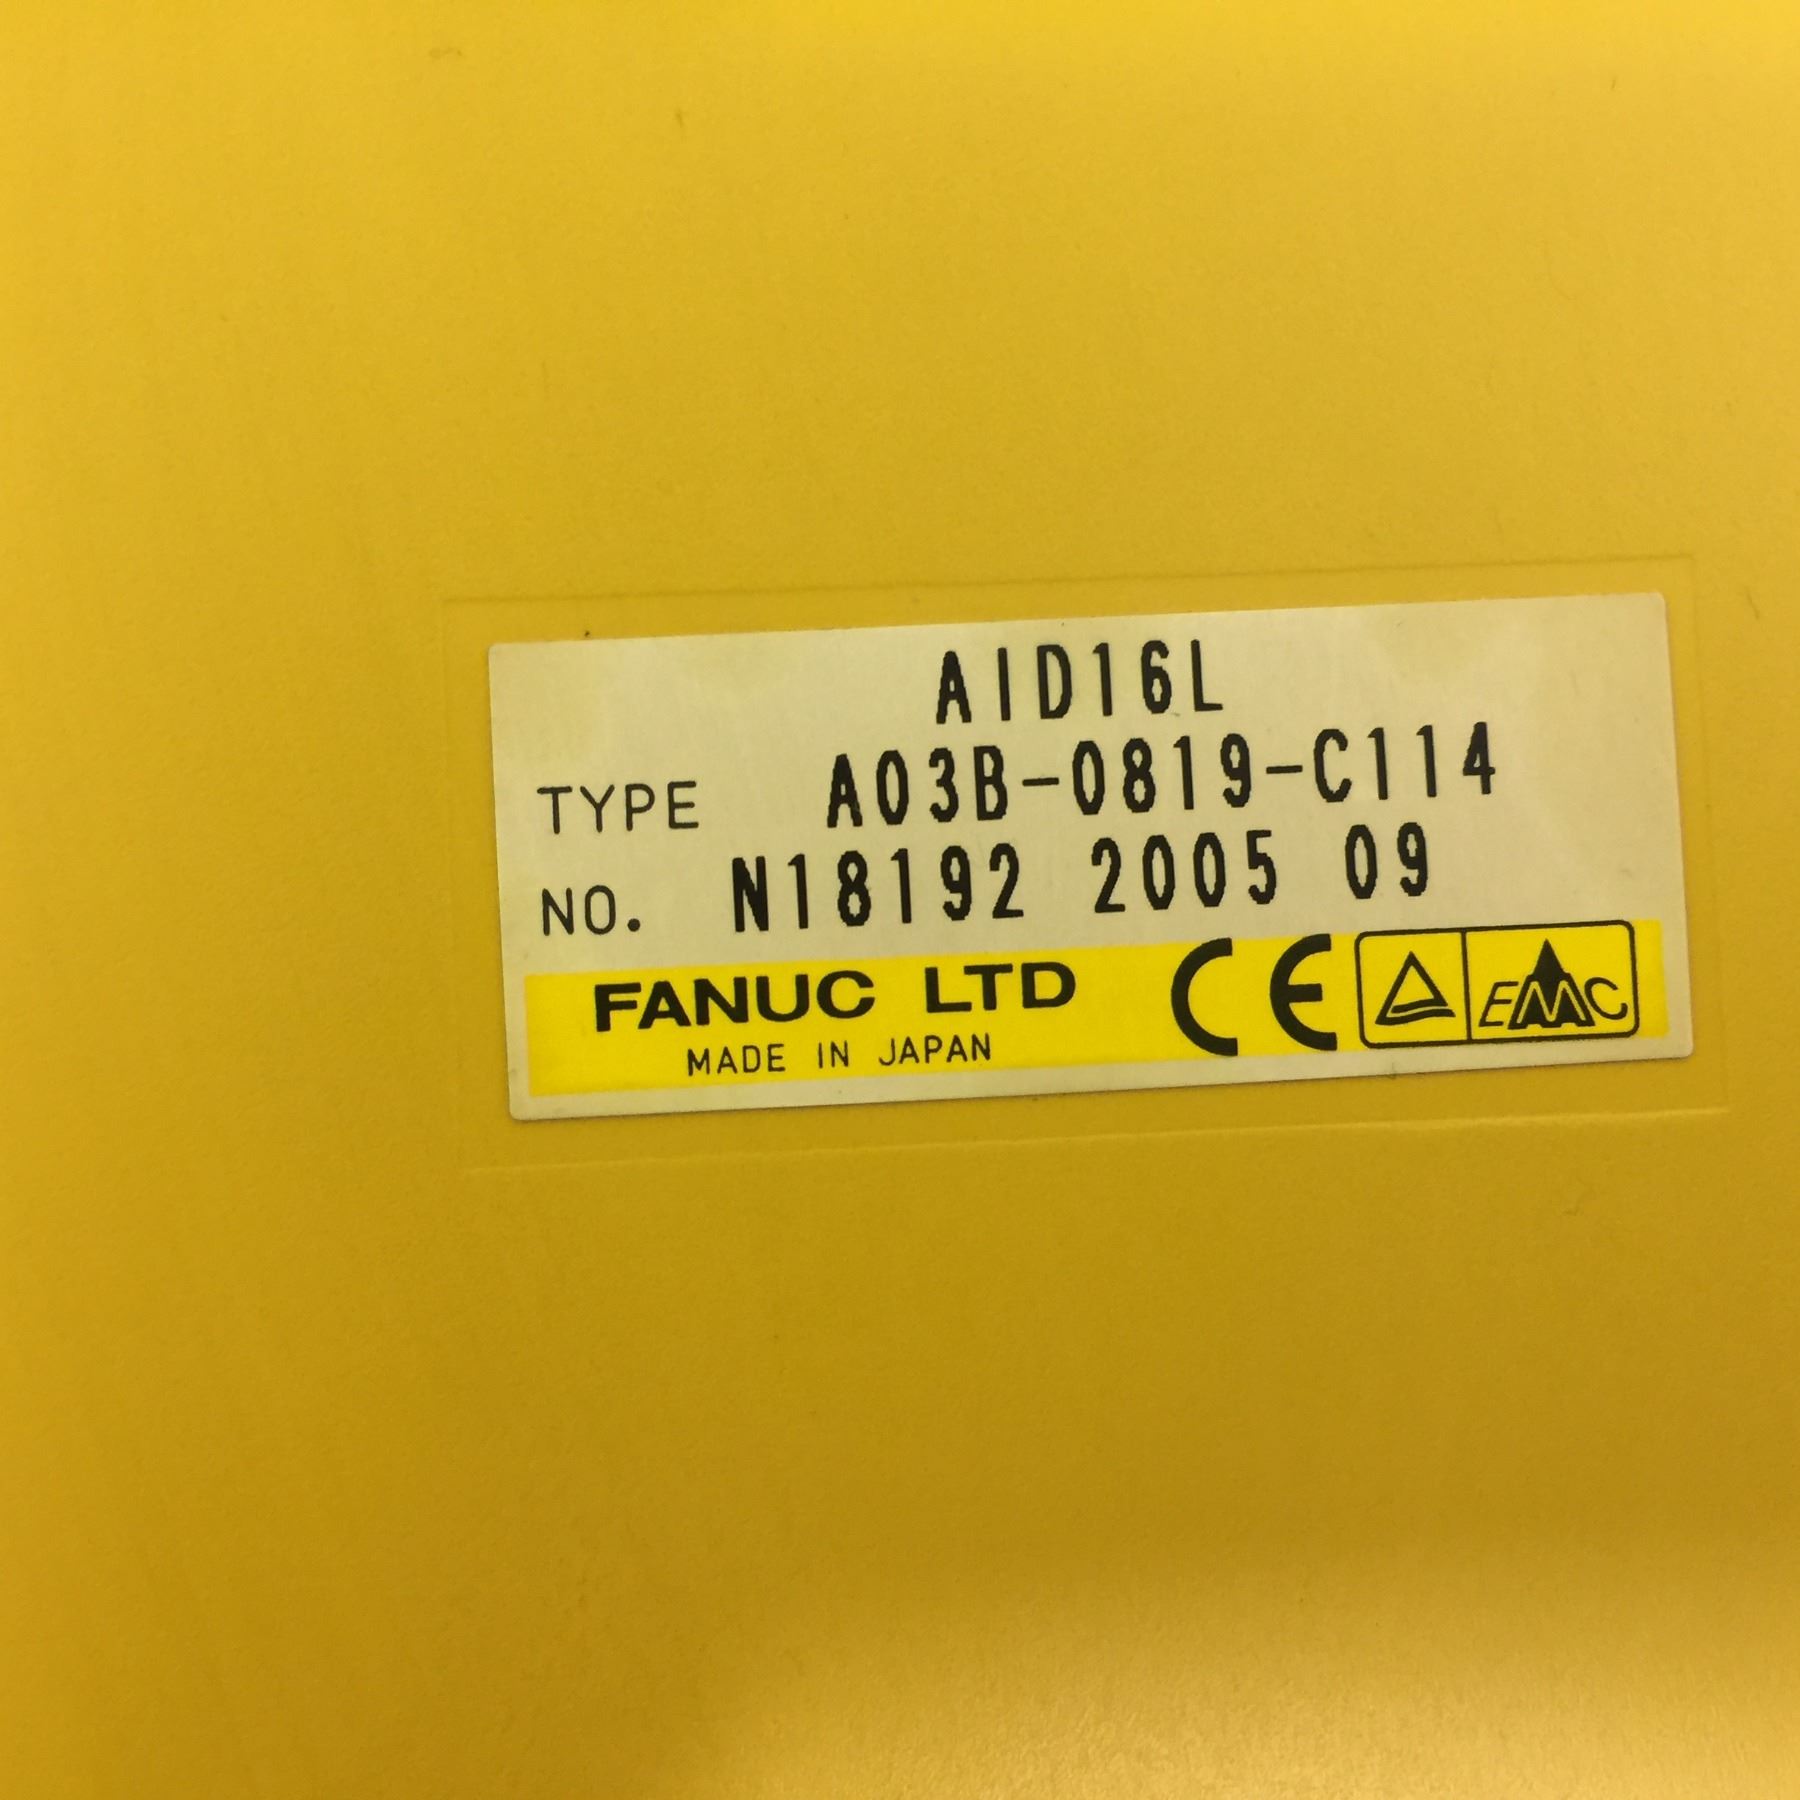 AID16L
TYPE A03B-0819-C114
NO. N18192 2005 09
FANUC LTD CE EMC
MADE IN JAPAN